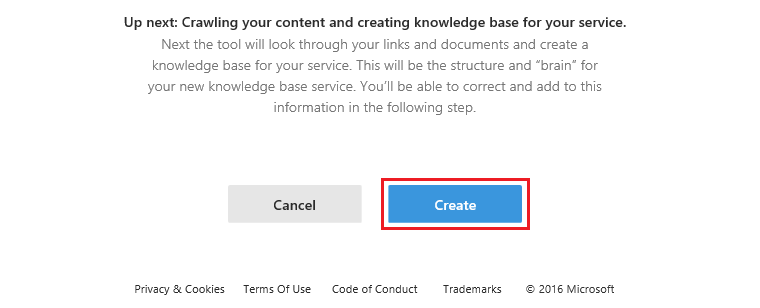 Up next: Crawling your content and creating knowledge base for your service.
Next the tool will look through your links and documents and create a
knowledge base for your service. This will be the structure and “brain” for
your new knowledge base service. You’ll be able to correct and add to this
information in the following step.
Cancel Create
Privacy & Cookies Terms Of Use Code of Conduct Trademarks © 2016 Microsoft